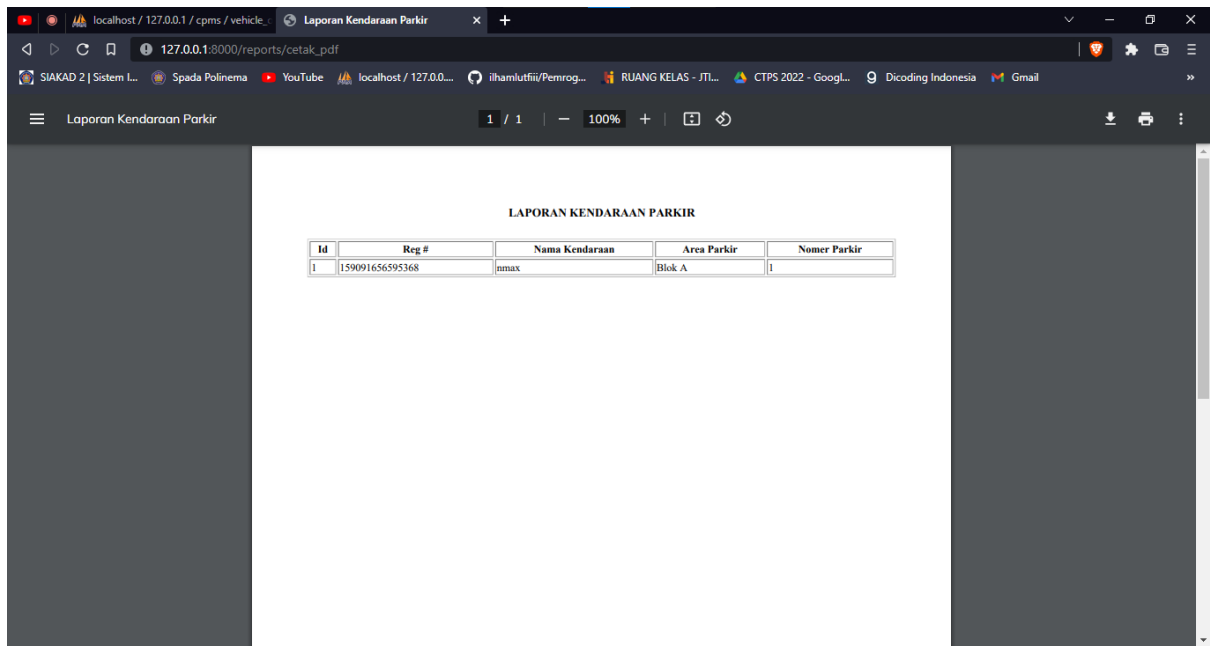 localhost / 127.0.0.1 / cpms / vehicle_c
Laporan Kendaraan Parkir
127.0.0.1:8000/reports/cetak_pdf
SIAKAD 2 | Sistem I... Spada Polinema YouTube localhost / 127.0.0.... ilhamlutfiii/Pemrog... RUANG KELAS - JTI... CTPS 2022 - Googl... Dicoding Indonesia Gmail »
Laporan Kendaraan Parkir 1 / 1 | − 100% + |
LAPORAN KENDARAAN PARKIR
Id Reg # Nama Kendaraan Area Parkir Nomer Parkir
1 159091656595368 nmax Blok A 1